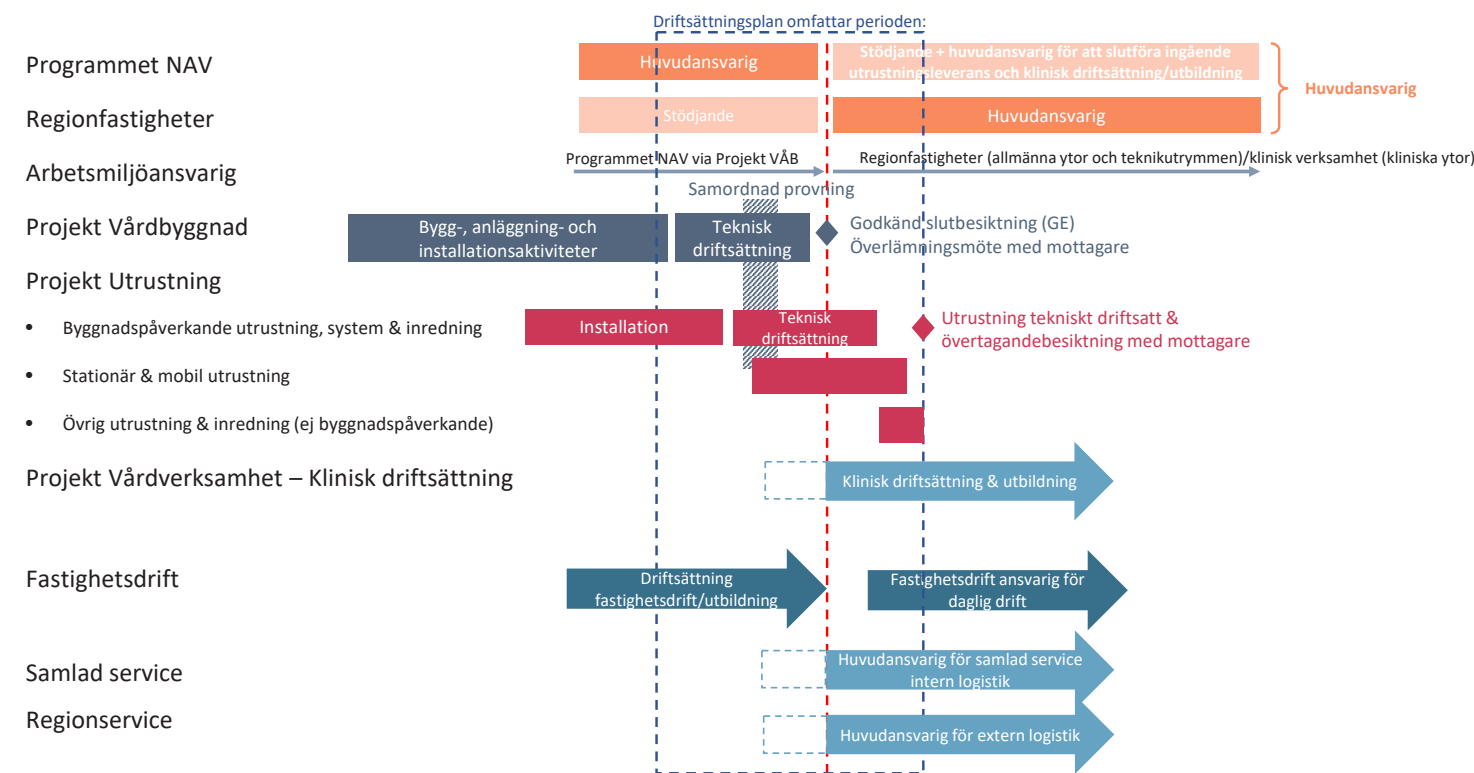 Driftsättningsplan omfattar perioden:
Programmet NAV
Huvudansvarig
Stödjande + huvudansvarig för att slutföra ingående
utrustningsleverans och klinisk driftsättning/utbildning
Huvudansvarig
Regionfastigheter
Stödjande
Huvudansvarig
Arbetsmiljöansvarig
Programmet NAV via Projekt VÅB
Regionfastigheter (allmänna ytor och teknikutrymmen)/klinisk verksamhet (kliniska ytor)
Samordnad provning
Projekt Vårdbyggnad
Bygg-, anläggning- och
installationsaktiviteter
Teknisk
driftsättning
Godkänd slutbesiktning (GE)
Överlämningsmöte med mottagare
Projekt Utrustning
• Byggnadspåverkande utrustning, system & inredning
Installation
Teknisk
driftsättning
Utrustning tekniskt driftsatt &
övertagandebesiktning med mottagare
• Stationär & mobil utrustning
• Övrig utrustning & inredning (ej byggnadspåverkande)
Projekt Vårdverksamhet – Klinisk driftsättning
Klinisk driftsättning & utbildning
Fastighetsdrift
Driftsättning
fastighetsdrift/utbildning
Fastighetsdrift ansvarig för
daglig drift
Samlad service
Huvudansvarig för samlad service
intern logistik
Regionservice
Huvudansvarig för extern logistik